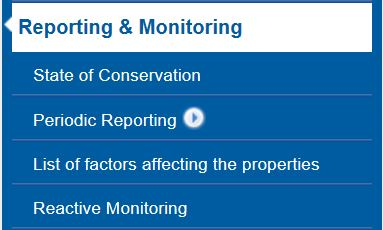 Reporting & Monitoring
State of Conservation
Periodic Reporting
List of factors affecting the properties
Reactive Monitoring